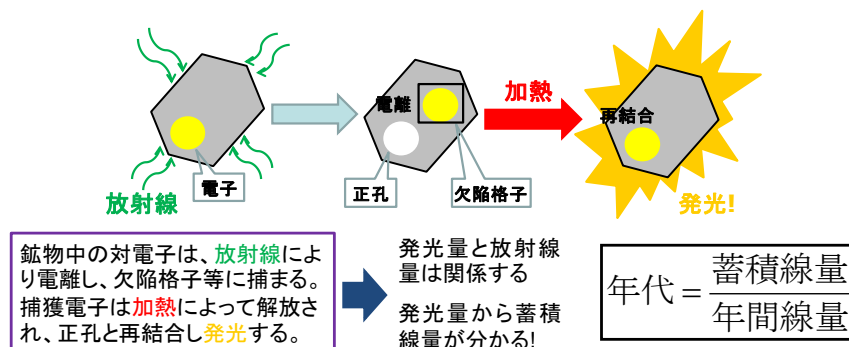 電離
加熱
再結合
電子
正孔
欠陥格子
放射線
発光!
鉱物中の対電子は、放射線によ
り電離し、欠陥格子等に捕まる。
捕獲電子は加熱によって解放さ
れ、正孔と再結合し発光する。
発光量と放射線
量は関係する
発光量から蓄積
線量が分かる!
年代=蓄積線量
年間線量